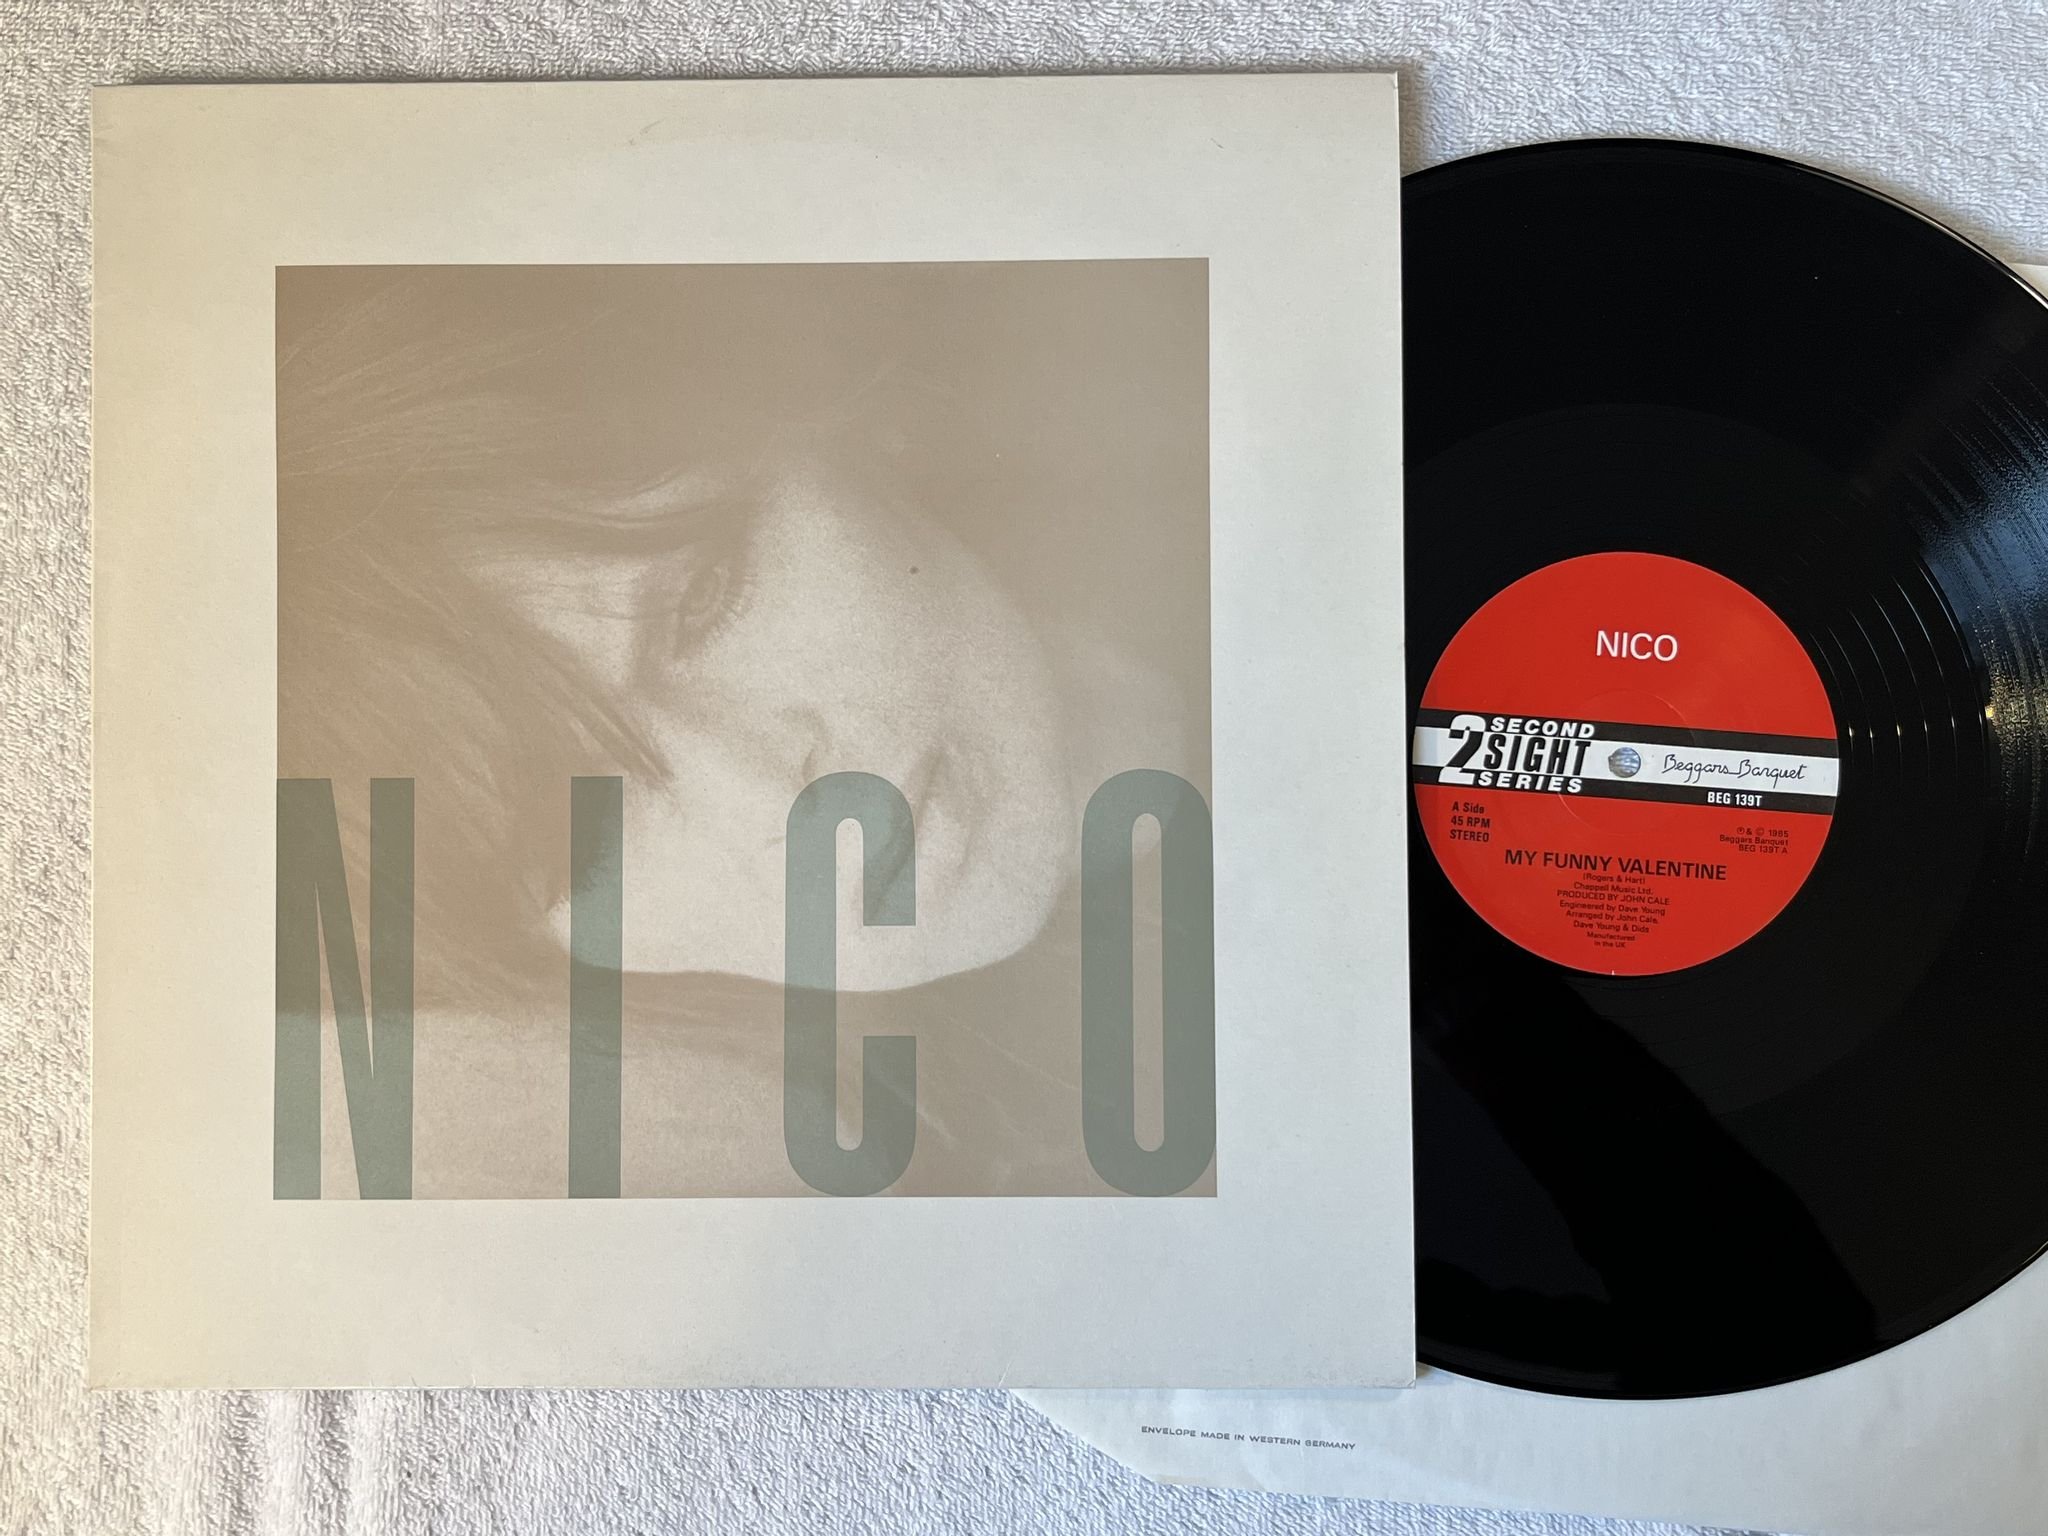 NICO
NICO
2 SECOND SIGHT SERIES
Beggars Banquet
BEG 139T
A Side
45 RPM
STEREO
℗ & © 1985
Beggars Banquet
BEG 139T A
MY FUNNY VALENTINE
(Rogers & Hart)
Chappell Music Ltd.
PRODUCED BY JOHN CALE
Engineered by Dave Young
Arranged by John Cale,
Dave Young & Dids
Manufactured
in the UK
ENVELOPE MADE IN WESTERN GERMANY